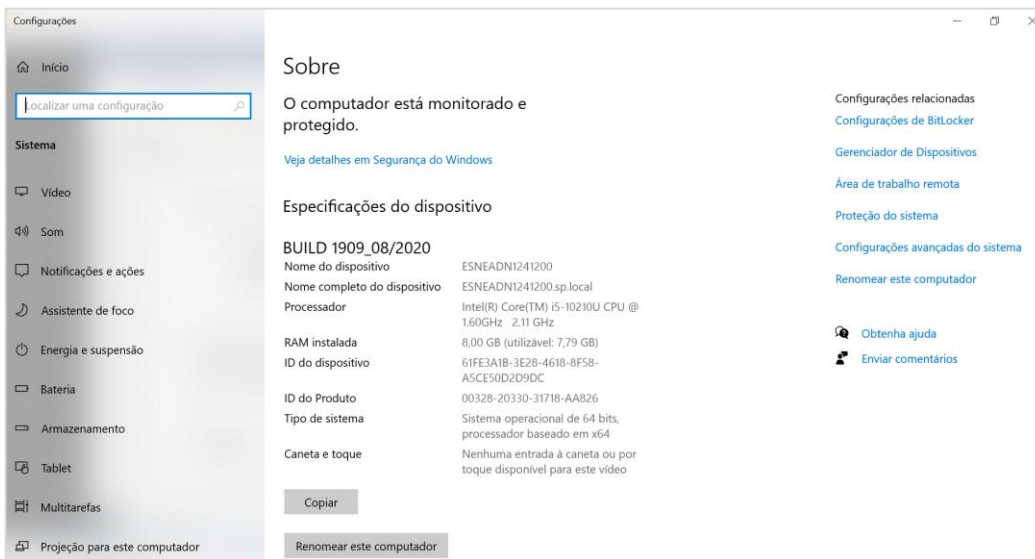 Configurações
Início
Localizar uma configuração
Sistema
Vídeo
Som
Notificações e ações
Assistente de foco
Energia e suspensão
Bateria
Armazenamento
Tablet
Multitarefas
Projeção para este computador
Sobre
O computador está monitorado e
protegido.
Veja detalhes em Segurança do Windows
Especificações do dispositivo
BUILD 1909_08/2020
Nome do dispositivo ESNEADN1241200
Nome completo do dispositivo ESNEADN1241200.sp.local
Processador Intel(R) Core(TM) i5-10210U CPU @
1.60GHz 2.11 GHz
RAM instalada 8,00 GB (utilizável: 7,79 GB)
ID do dispositivo 61FE3A1B-3E28-4618-8F58-
A5CE50D2D9DC
ID do Produto 00328-20330-31718-AA826
Tipo de sistema Sistema operacional de 64 bits,
processador baseado em x64
Caneta e toque Nenhuma entrada à caneta ou por
toque disponível para este vídeo
Copiar
Renomear este computador
Configurações relacionadas
Configurações de BitLocker
Gerenciador de Dispositivos
Área de trabalho remota
Proteção do sistema
Configurações avançadas do sistema
Renomear este computador
Obtenha ajuda
Enviar comentários